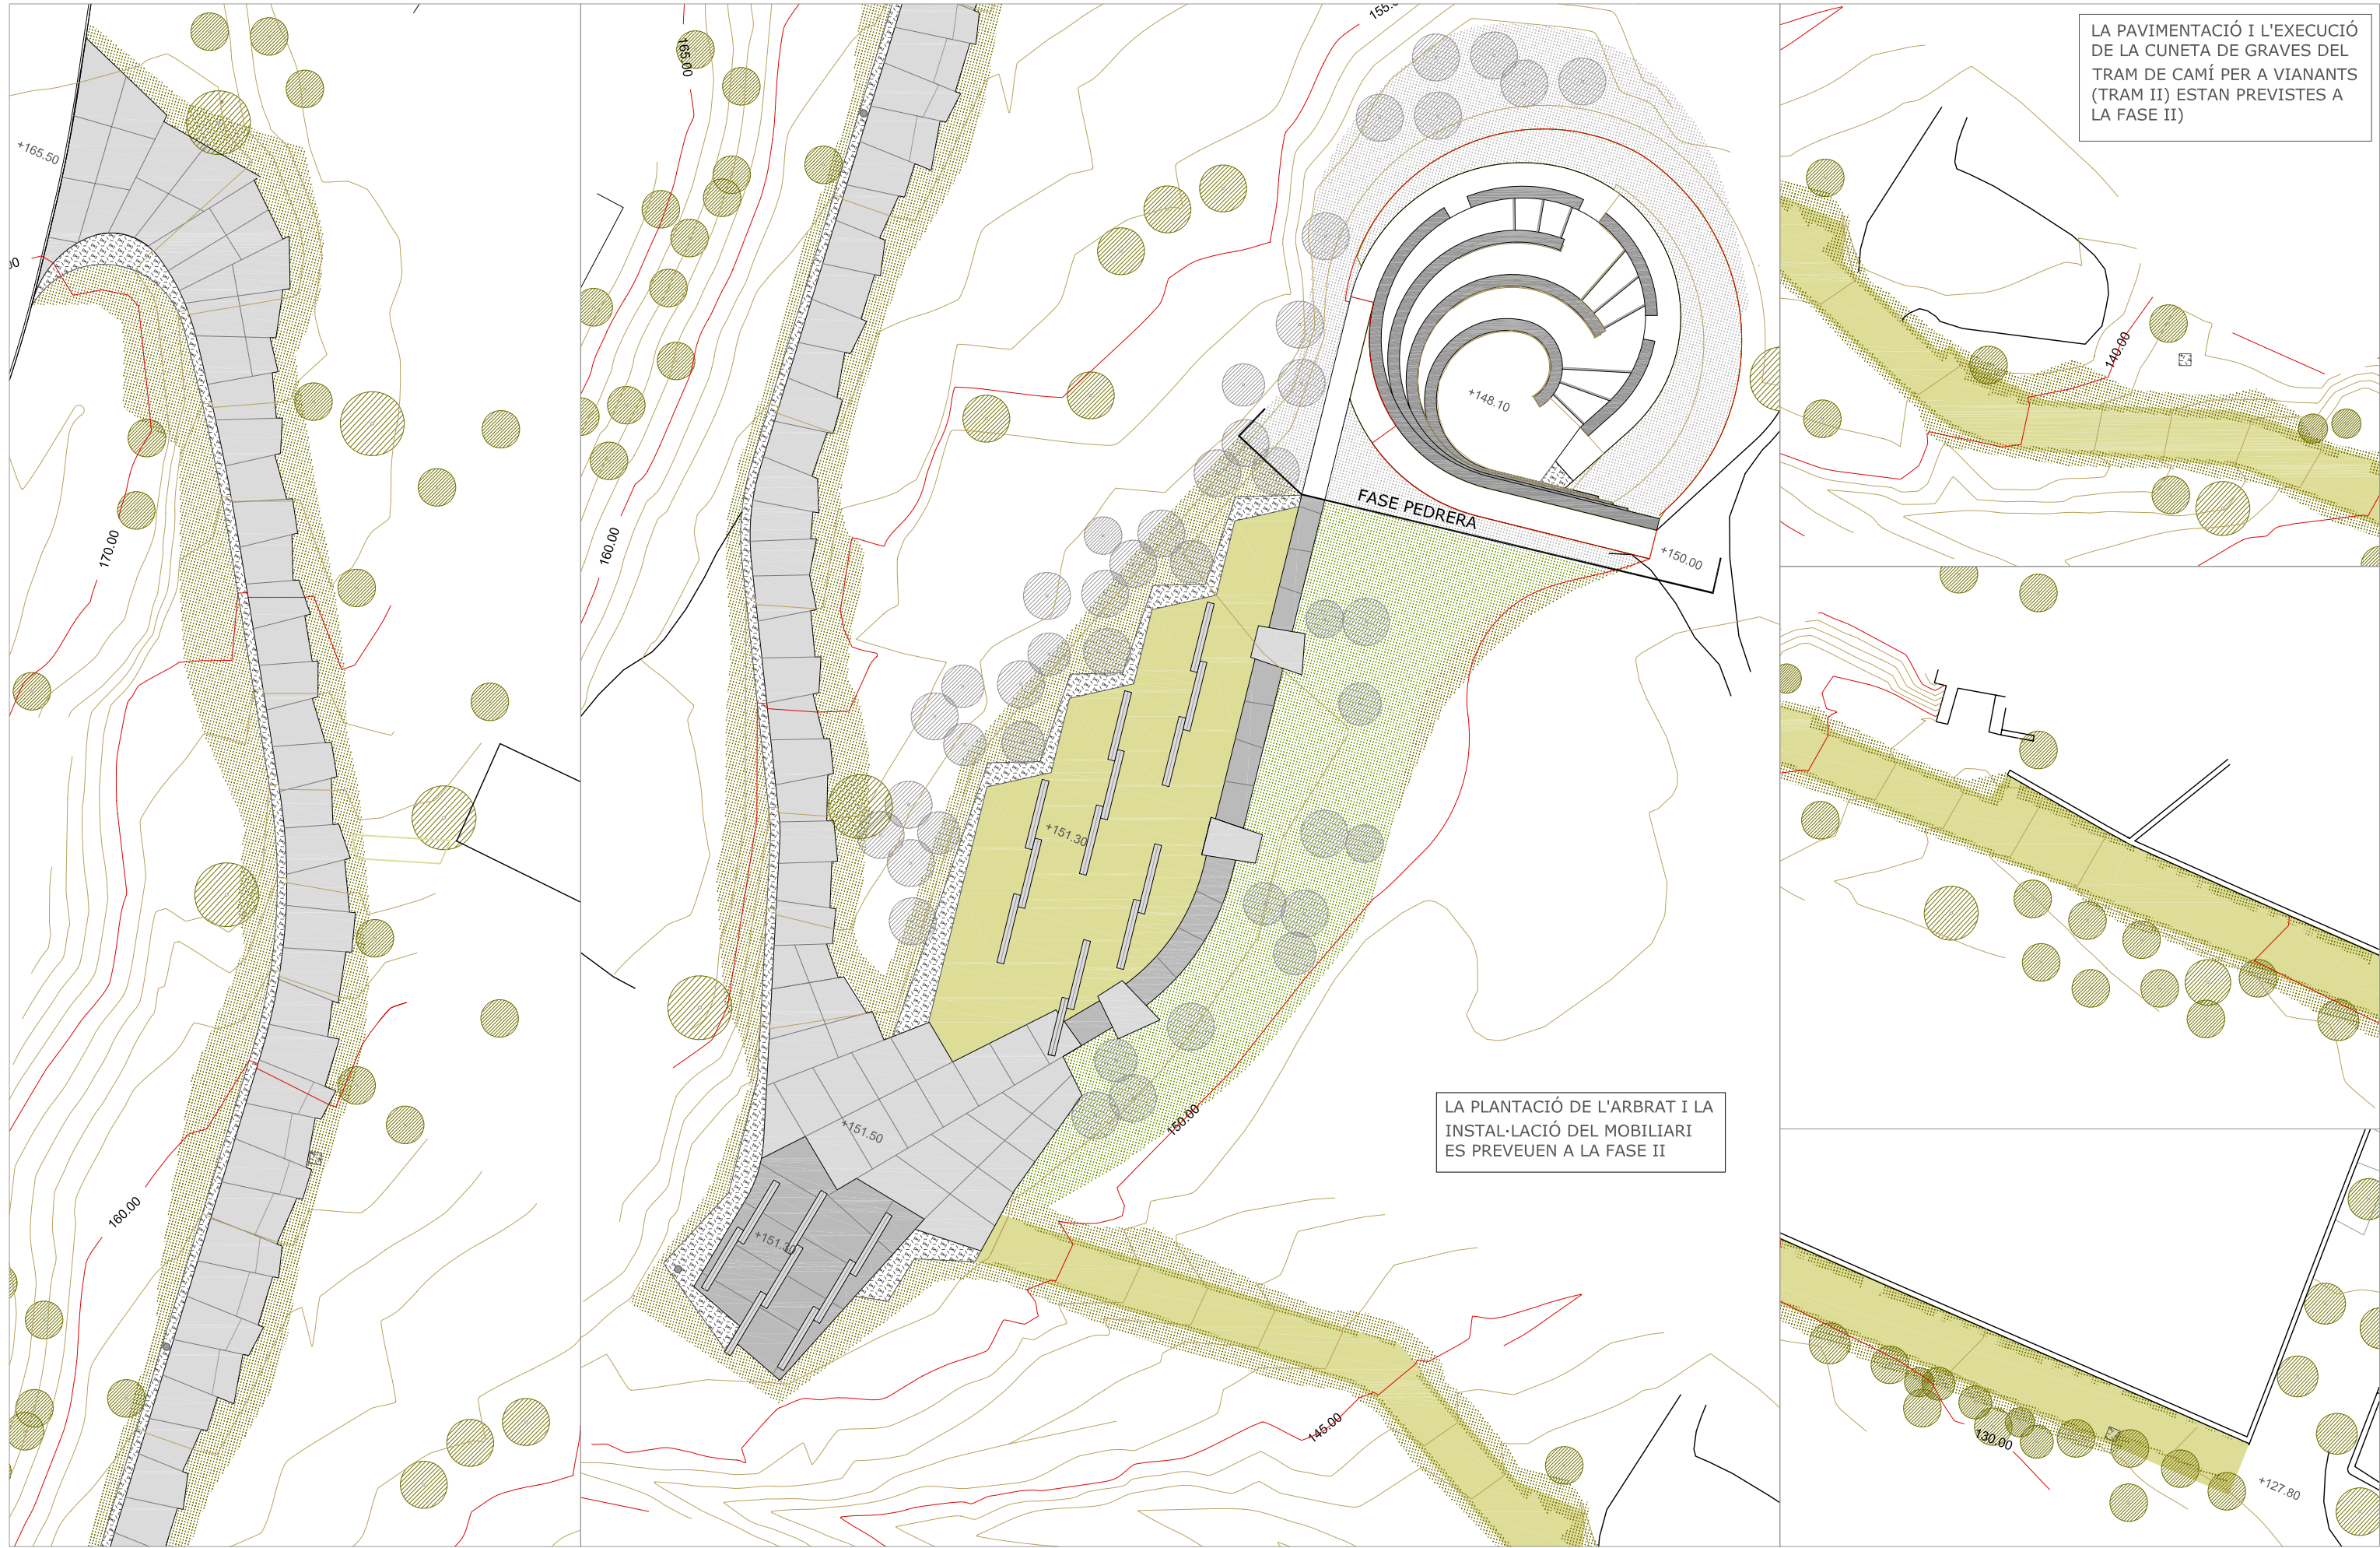 +165.50
170.00
160.00
165.00
155.
160.00
+148.10
FASE PEDRERA
+150.00
+151.30
+151.50
+151.30
150.00
145.00
LA PLANTACIÓ DE L'ARBRAT I LA
INSTAL·LACIÓ DEL MOBILIARI
ES PREVEUEN A LA FASE II
LA PAVIMENTACIÓ I L'EXECUCIÓ
DE LA CUNETA DE GRAVES DEL
TRAM DE CAMÍ PER A VIANANTS
(TRAM II) ESTAN PREVISTES A
LA FASE II)
140.00
130.00
+127.80